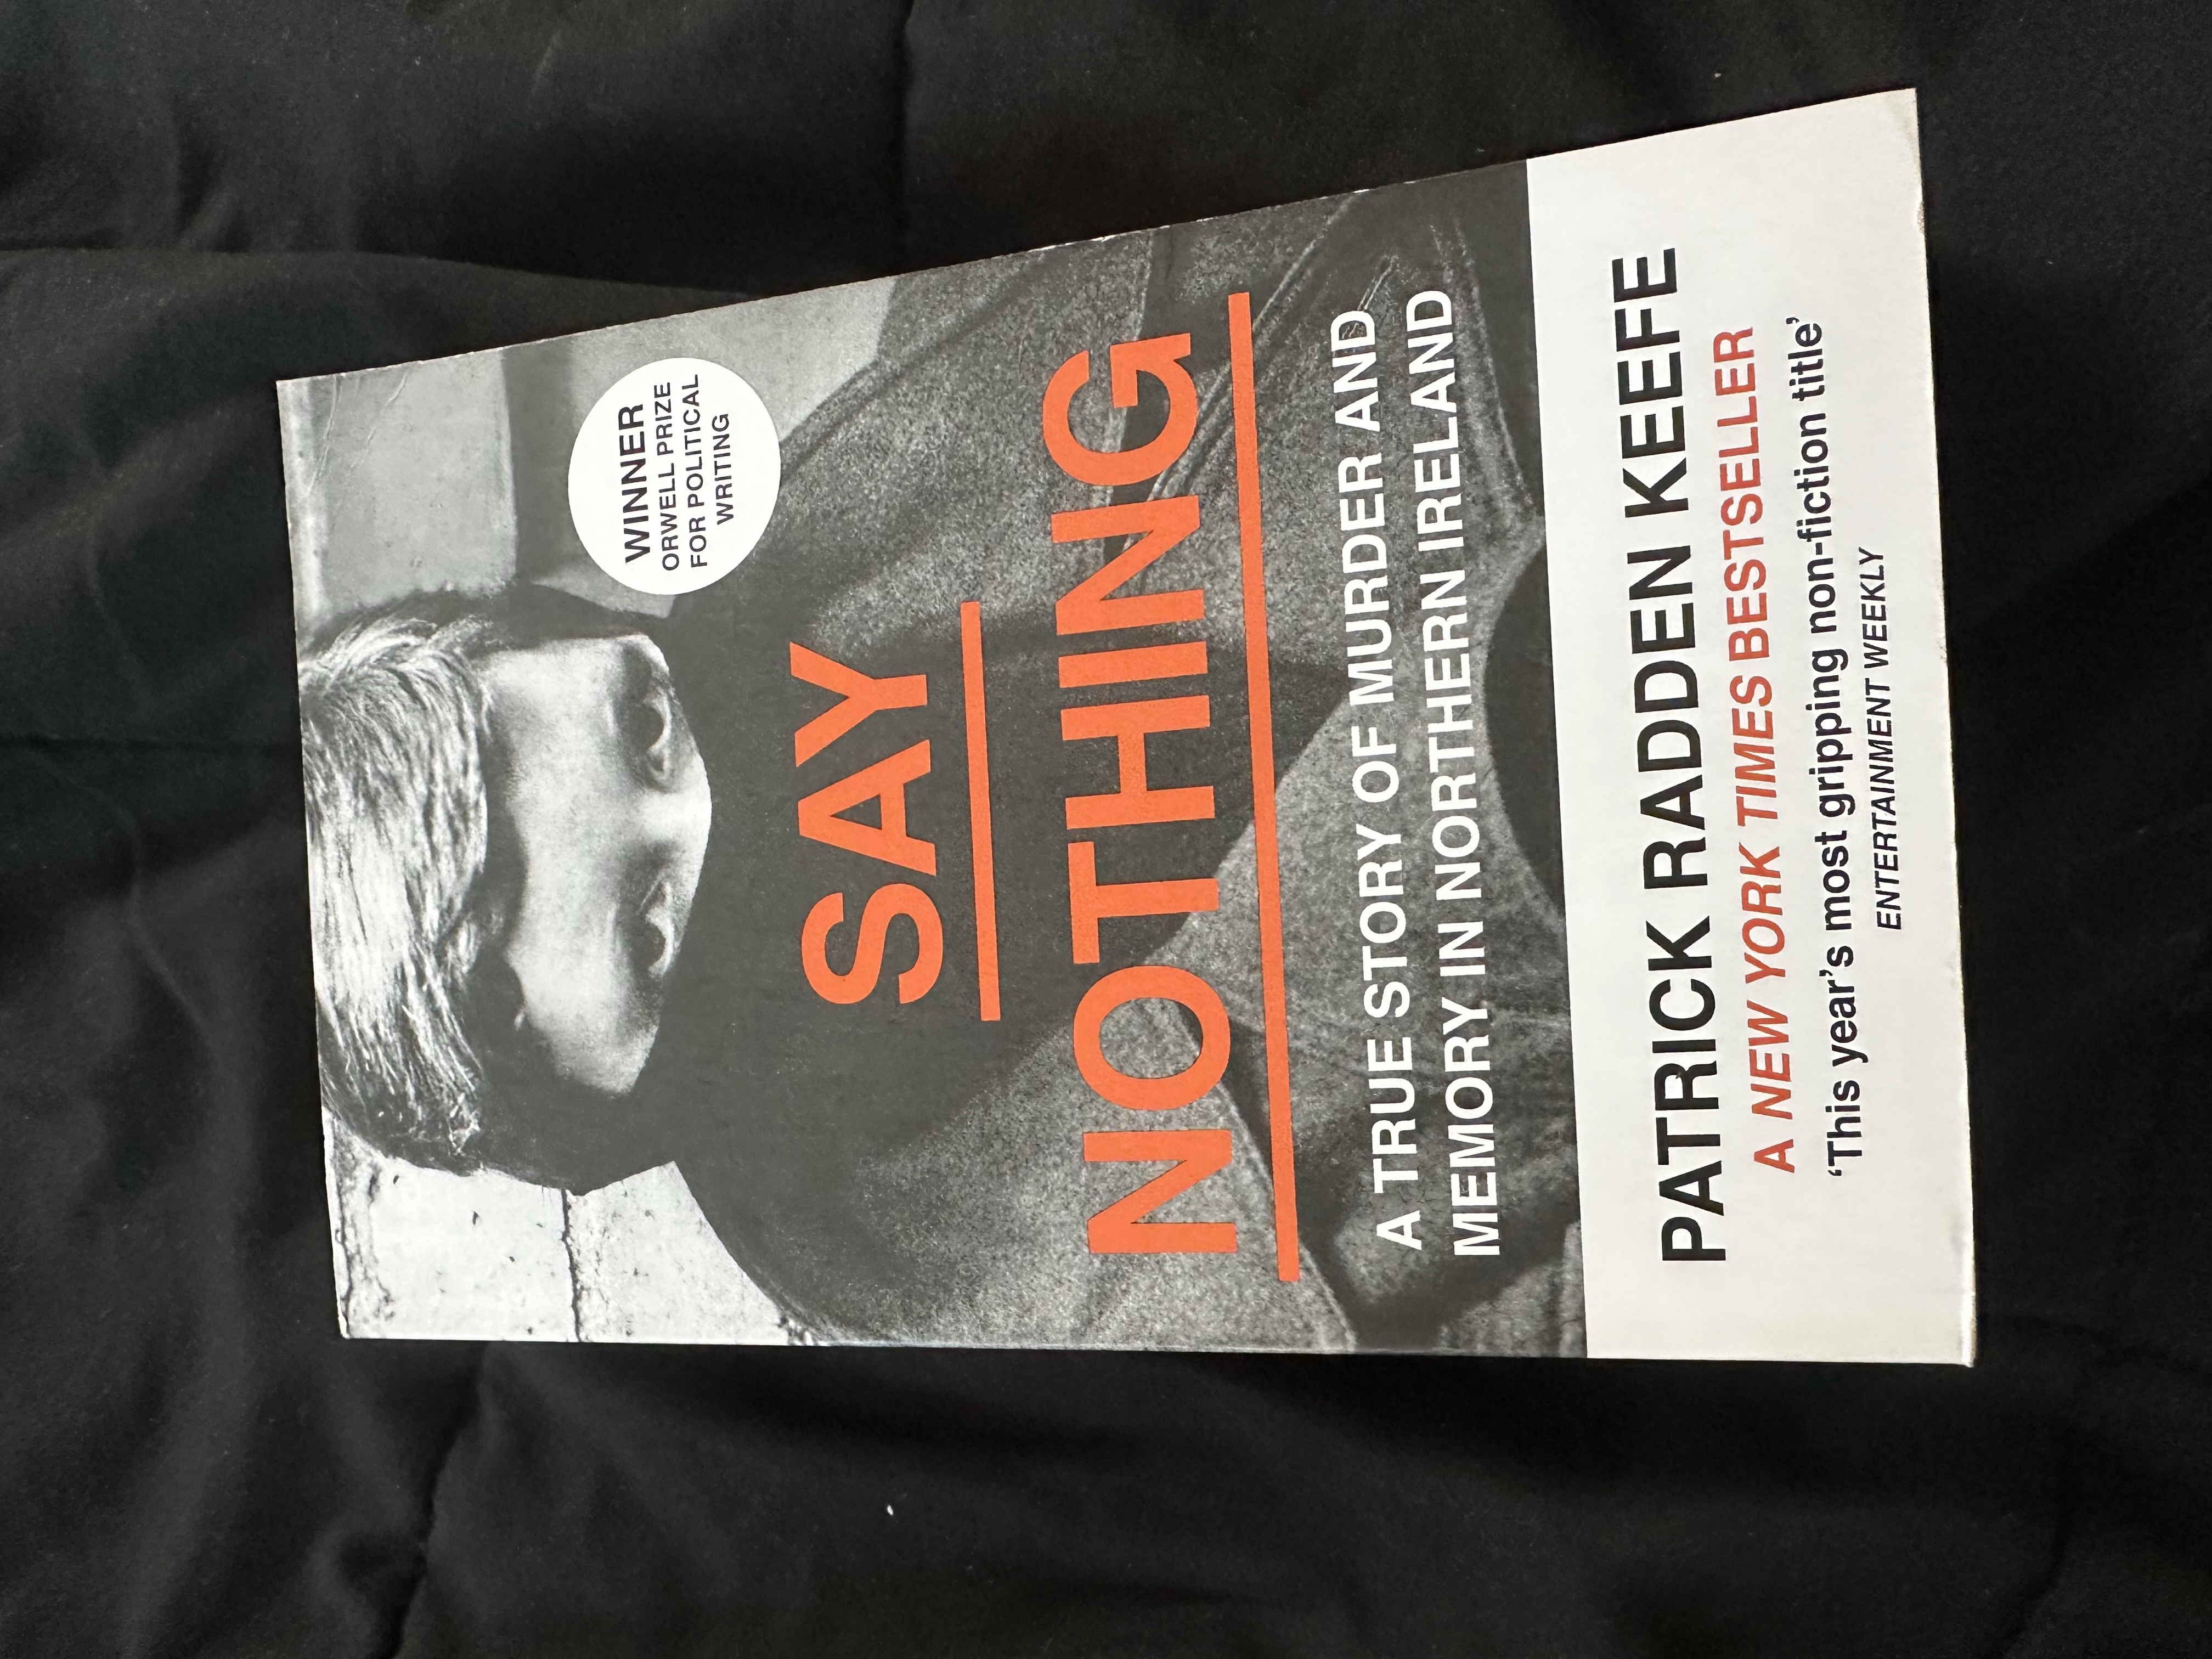 WINNER
ORWELL PRIZE
FOR POLITICAL
WRITING
SAY
NOTHING
A TRUE STORY OF MURDER AND
MEMORY IN NORTHERN IRELAND
PATRICK RADDEN KEEFE
A NEW YORK TIMES BESTSELLER
‘This year’s most gripping non-fiction title’
ENTERTAINMENT WEEKLY